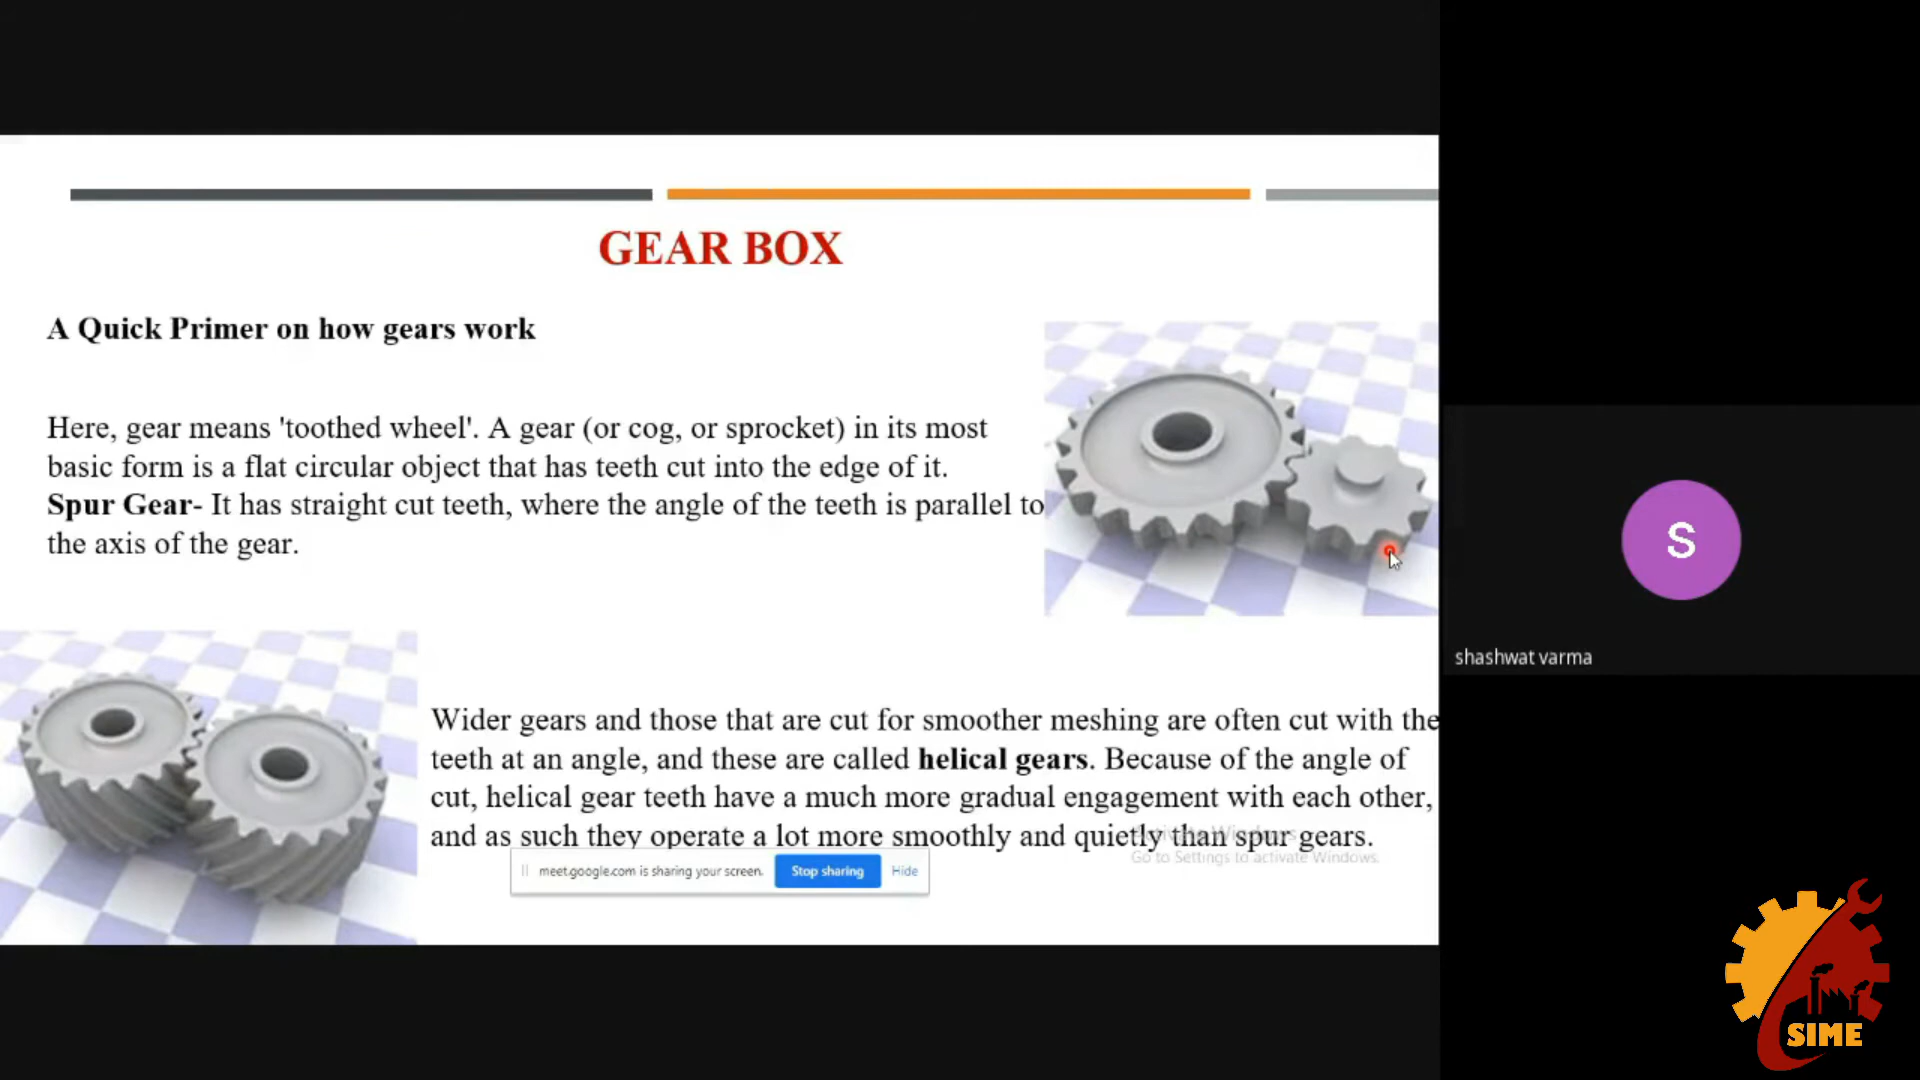 GEAR BOX
A Quick Primer on how gears work
Here, gear means 'toothed wheel'. A gear (or cog, or sprocket) in its most
basic form is a flat circular object that has teeth cut into the edge of it.
Spur Gear- It has straight cut teeth, where the angle of the teeth is parallel to
the axis of the gear.
S
shashwat varma
Wider gears and those that are cut for smoother meshing are often cut with the
teeth at an angle, and these are called helical gears. Because of the angle of
cut, helical gear teeth have a much more gradual engagement with each other,
and as such they operate a lot more smoothly and quietly than spur gears.
Activate Windows
Go to Settings to activate Windows.
meet.google.com is sharing your screen.
Stop sharing
Hide
SIME